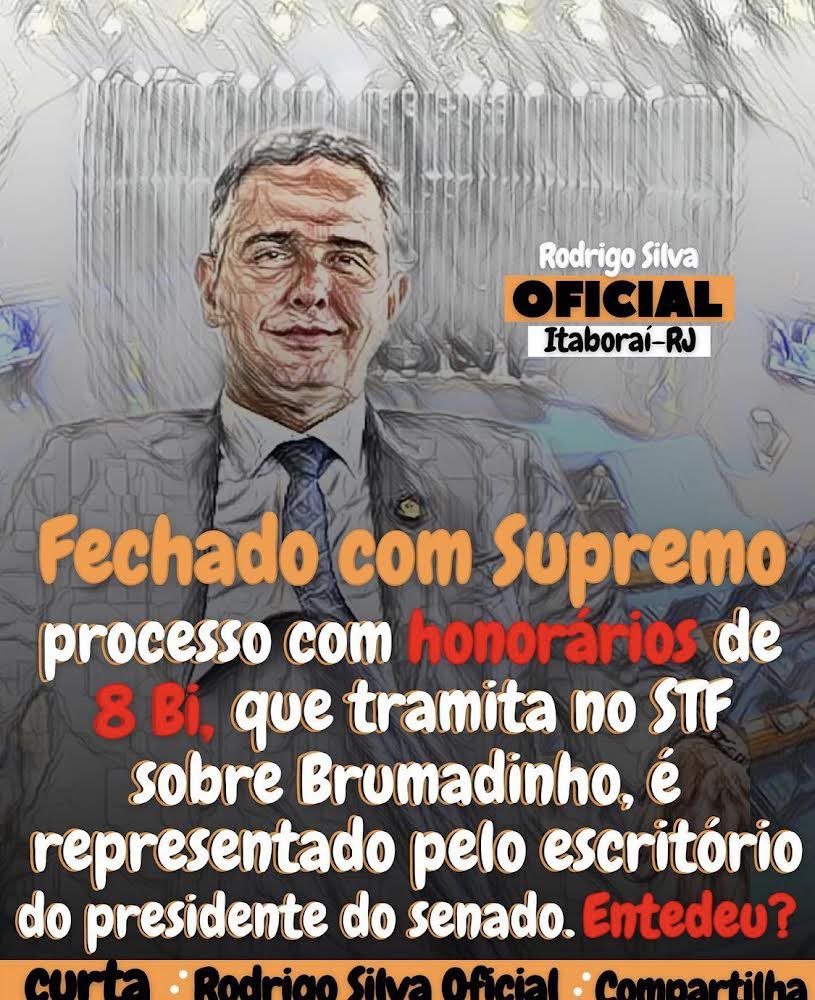 Rodrigo Silva
OFICIAL
Itaboraí-RJ
Fechado com Supremo
processo com honorários de
8 Bi, que tramita no STF
sobre Brumadinho, é
representado pelo escritório
do presidente do senado. Entedeu?
curta Rodrigo Silva Oficial Compartilha